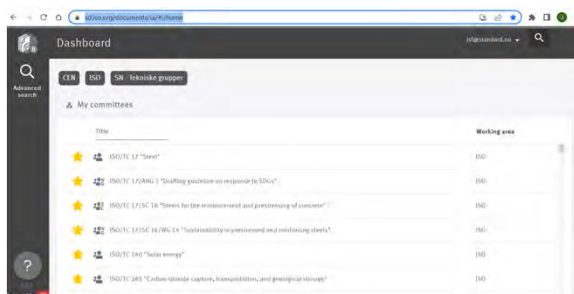 Dashboard
Advanced
search
CEN ISO SN - Tekniske grupper
My committees
Title Working area
ISO/TC 17 "Steel" ISO
ISO/TC 17/AHG 1 "Drafting guideline on response to SDGs" ISO
ISO/TC 17/SC 16 "Steels for the reinforcement and prestressing of concrete" ISO
ISO/TC 17/SC 16/WG 14 "Sustainability of prestressed and reinforcing steels" ISO
ISO/TC 180 "Solar energy" ISO
ISO/TC 265 "Carbon dioxide capture, transportation, and geological storage" ISO
?